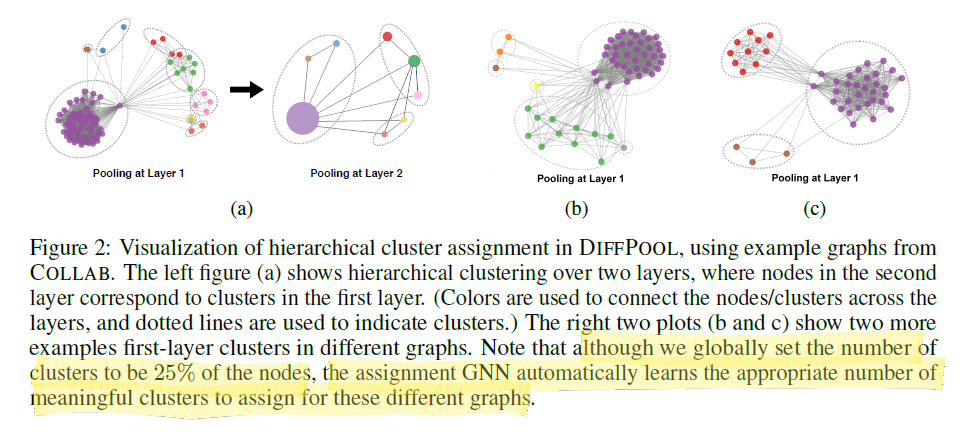 Pooling at Layer 1
Pooling at Layer 2
Pooling at Layer 1
Pooling at Layer 1
(a)
(b)
(c)
Figure 2: Visualization of hierarchical cluster assignment in DIFFPOOL, using example graphs from
COLLAB. The left figure (a) shows hierarchical clustering over two layers, where nodes in the second
layer correspond to clusters in the first layer. (Colors are used to connect the nodes/clusters across the
layers, and dotted lines are used to indicate clusters.) The right two plots (b and c) show two more
examples first-layer clusters in different graphs. Note that although we globally set the number of
clusters to be 25% of the nodes, the assignment GNN automatically learns the appropriate number of
meaningful clusters to assign for these different graphs.